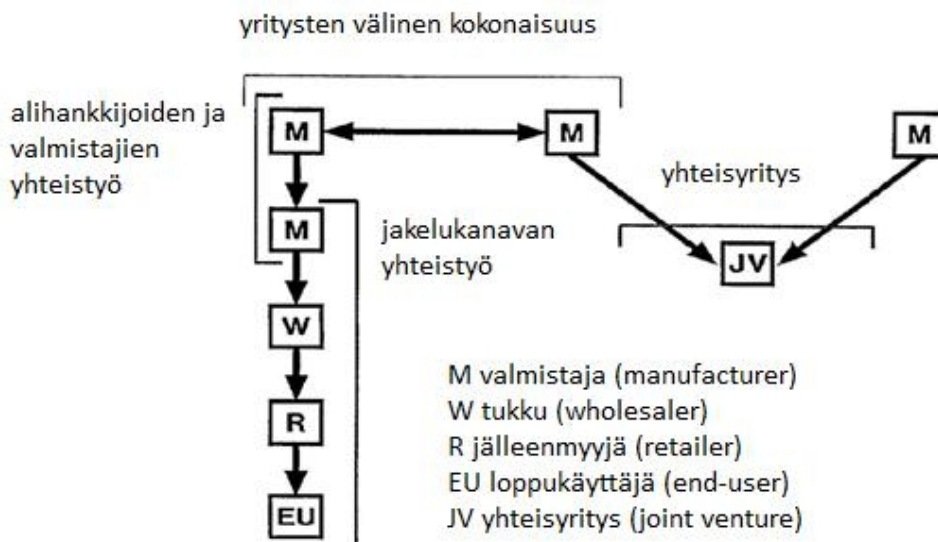 yritysten välinen kokonaisuus
alihankkijoiden ja
valmistajien
yhteistyö
M
M
M
yhteisyritys
M
jakelukanavan
yhteistyö
JV
W
R
EU
M valmistaja (manufacturer)
W tukku (wholesaler)
R jälleenmyyjä (retailer)
EU loppukäyttäjä (end-user)
JV yhteisyritys (joint venture)